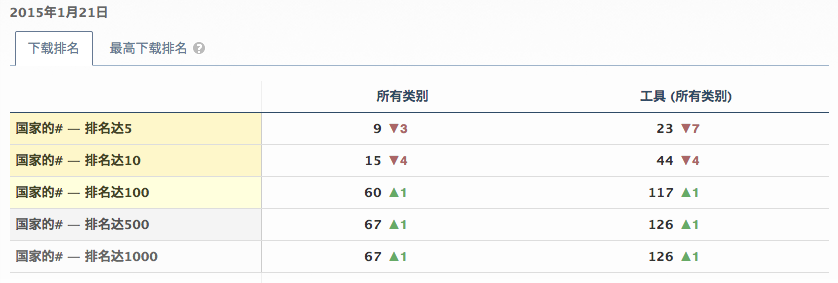 2015年1月21日
下载排名 最高下载排名 ?
所有类别 工具 (所有类别)
国家的# — 排名达5 9 ▼3 23 ▼7
国家的# — 排名达10 15 ▼4 44 ▼4
国家的# — 排名达100 60 ▲1 117 ▲1
国家的# — 排名达500 67 ▲1 126 ▲1
国家的# — 排名达1000 67 ▲1 126 ▲1